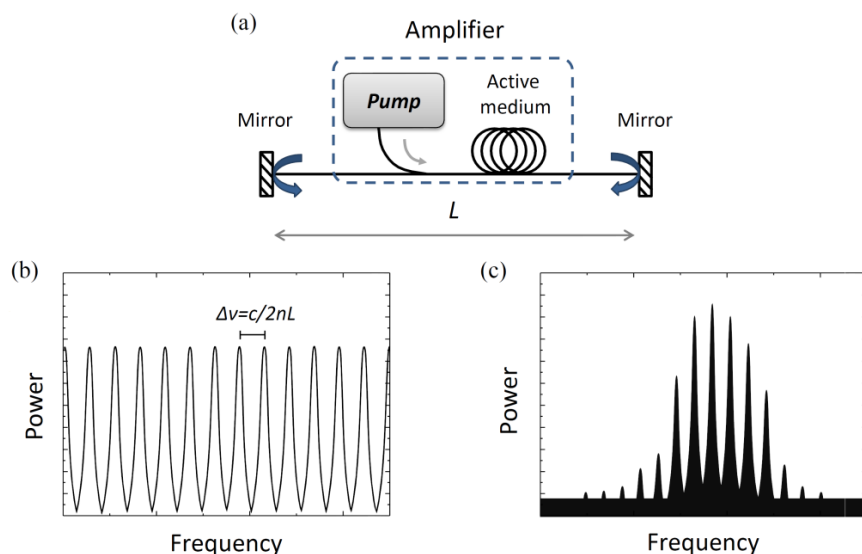 (a)
Amplifier
Pump
Active
medium
Mirror
Mirror
L
(b)
(c)
Δν=c/2nL
Power
Power
Frequency
Frequency